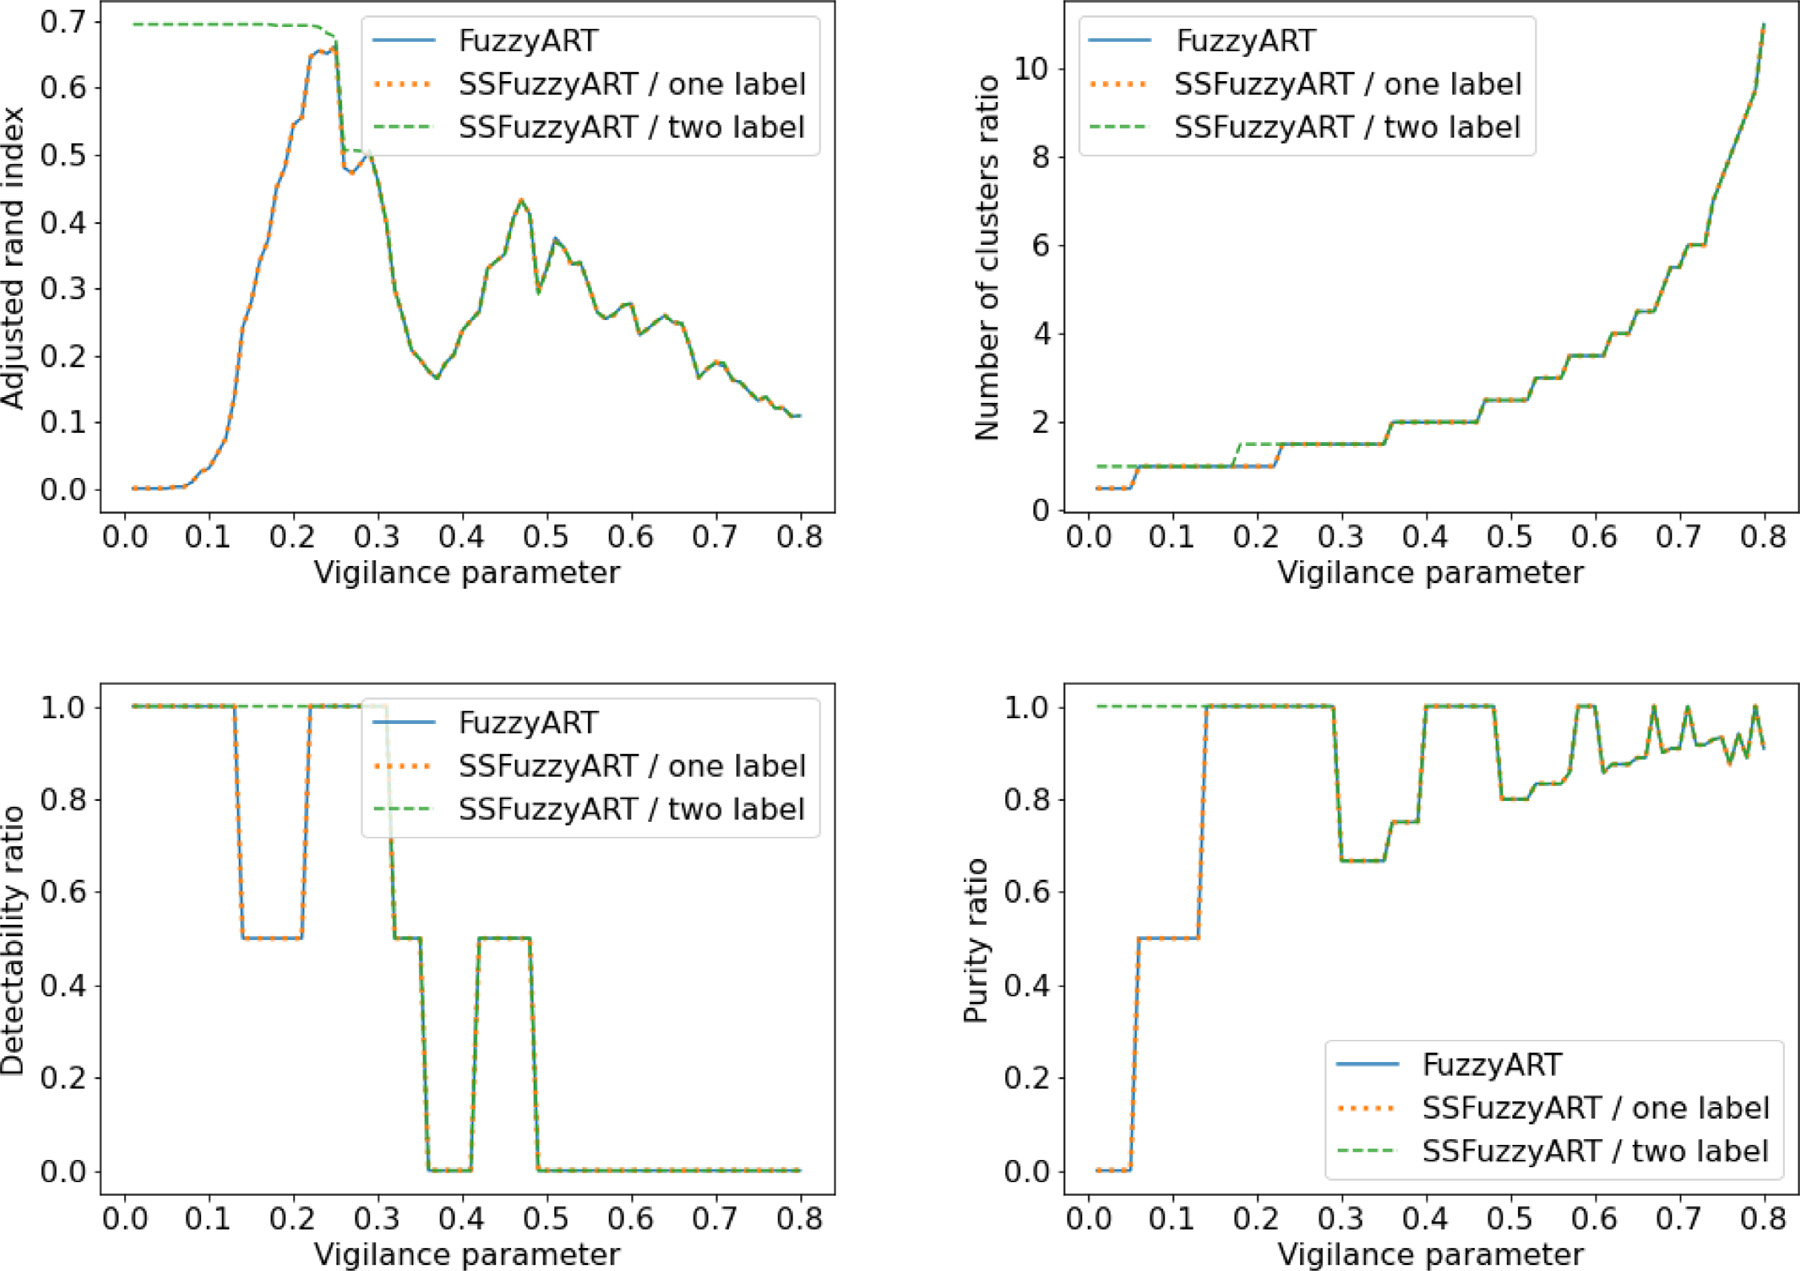 Adjusted rand index
0.7
0.6
0.5
0.4
0.3
0.2
0.1
0.0
FuzzyART
SSFuzzyART / one label
SSFuzzyART / two label
0.0 0.1 0.2 0.3 0.4 0.5 0.6 0.7 0.8
Vigilance parameter
Number of clusters ratio
10
8
6
4
2
0
FuzzyART
SSFuzzyART / one label
SSFuzzyART / two label
0.0 0.1 0.2 0.3 0.4 0.5 0.6 0.7 0.8
Vigilance parameter
Detectability ratio
1.0
0.8
0.6
0.4
0.2
0.0
FuzzyART
SSFuzzyART / one label
SSFuzzyART / two label
0.0 0.1 0.2 0.3 0.4 0.5 0.6 0.7 0.8
Vigilance parameter
Purity ratio
1.0
0.8
0.6
0.4
0.2
0.0
FuzzyART
SSFuzzyART / one label
SSFuzzyART / two label
0.0 0.1 0.2 0.3 0.4 0.5 0.6 0.7 0.8
Vigilance parameter